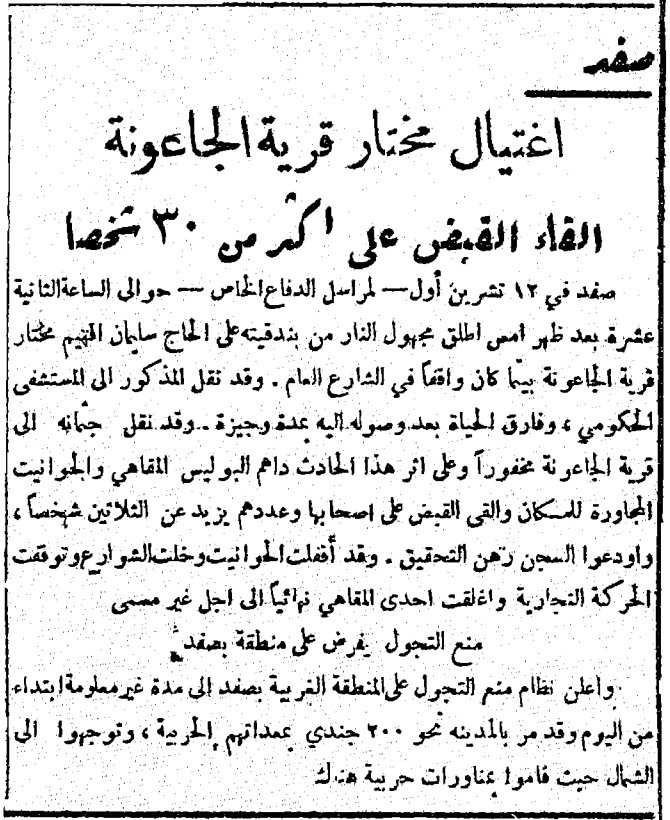 صفد
اغتيال مختار قرية الجاعونة
القاء القبض على اكثر من ٣٠ شخصا
صفد في ١٢ تشرين أول — لمراسل الدفاع الخاص — حوالى الساعة الثانية
عشرة بعد ظهر امس اطلق مجهول النار من بندقيته على الحاج سليمان الفهيم مختار
قرية الجاعونة بينما كان واقفاً في الشارع العام . وقد نقل المذكور الى المستشفى
الحكومي ، وفارق الحياة بعد وصوله اليه بمدة وجيزة . وقد نقل جثمانه الى
قرية الجاعونة مخفوراً وعلى اثر هذا الحادث داهم البوليس المقاهي والحوانيت
المجاورة للمكان والقى القبض على اصحابها وعددهم يزيد عن الثلاثين شخصاً ،
واودعوا السجن رهن التحقيق . وقد أقفلت الحوانيت وخلت الشوارع وتوقفت
الحركة التجارية واغلقت احدى المقاهي نهائياً الى اجل غير مسمى
منع التجول يفرض على منطقة بصفد
واعلن نظام منع التجول على المنطقة الغربية بصفد إلى مدة غير معلومة ابتداء
من اليوم وقد مر بالمدينه نحو ٢٠٠ جندي بمعداتهم الحربية ، وتوجهوا الى
الشمال حيث قاموا بمناورات حربية هناك